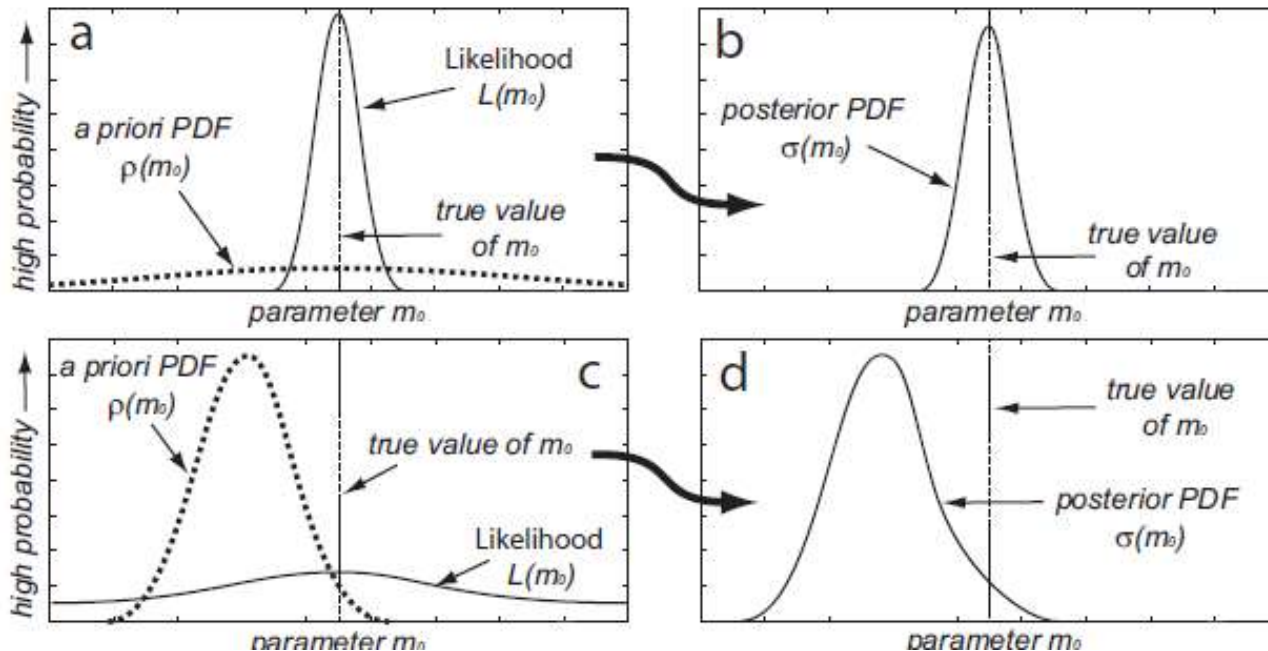 a
Likelihood
L(m₀)
a priori PDF
ρ(m₀)
true value
of m₀
high probability
parameter m₀
b
posterior PDF
σ(m₀)
true value
of m₀
parameter m₀
a priori PDF
ρ(m₀)
c
true value of m₀
Likelihood
L(m₀)
high probability
parameter m₀
d
true value
of m₀
posterior PDF
σ(m₀)
parameter m₀